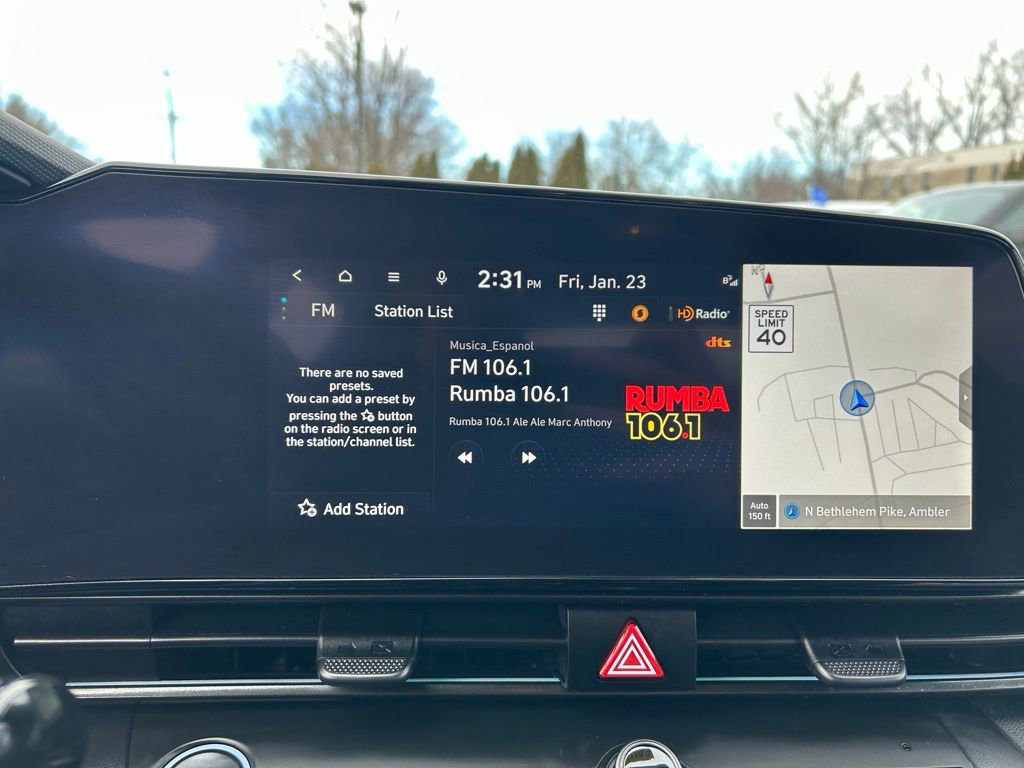 2:31 PM Fri, Jan. 23
FM Station List
HD Radio
dts
There are no saved
presets.
You can add a preset by
pressing the button
on the radio screen or in
the station/channel list.
Add Station
Musica_Espanol
FM 106.1
Rumba 106.1
Rumba 106.1 Ale Ale Marc Anthony
RUMBA
106.1
N
SPEED
LIMIT
40
Auto
150 ft
N Bethlehem Pike, Ambler